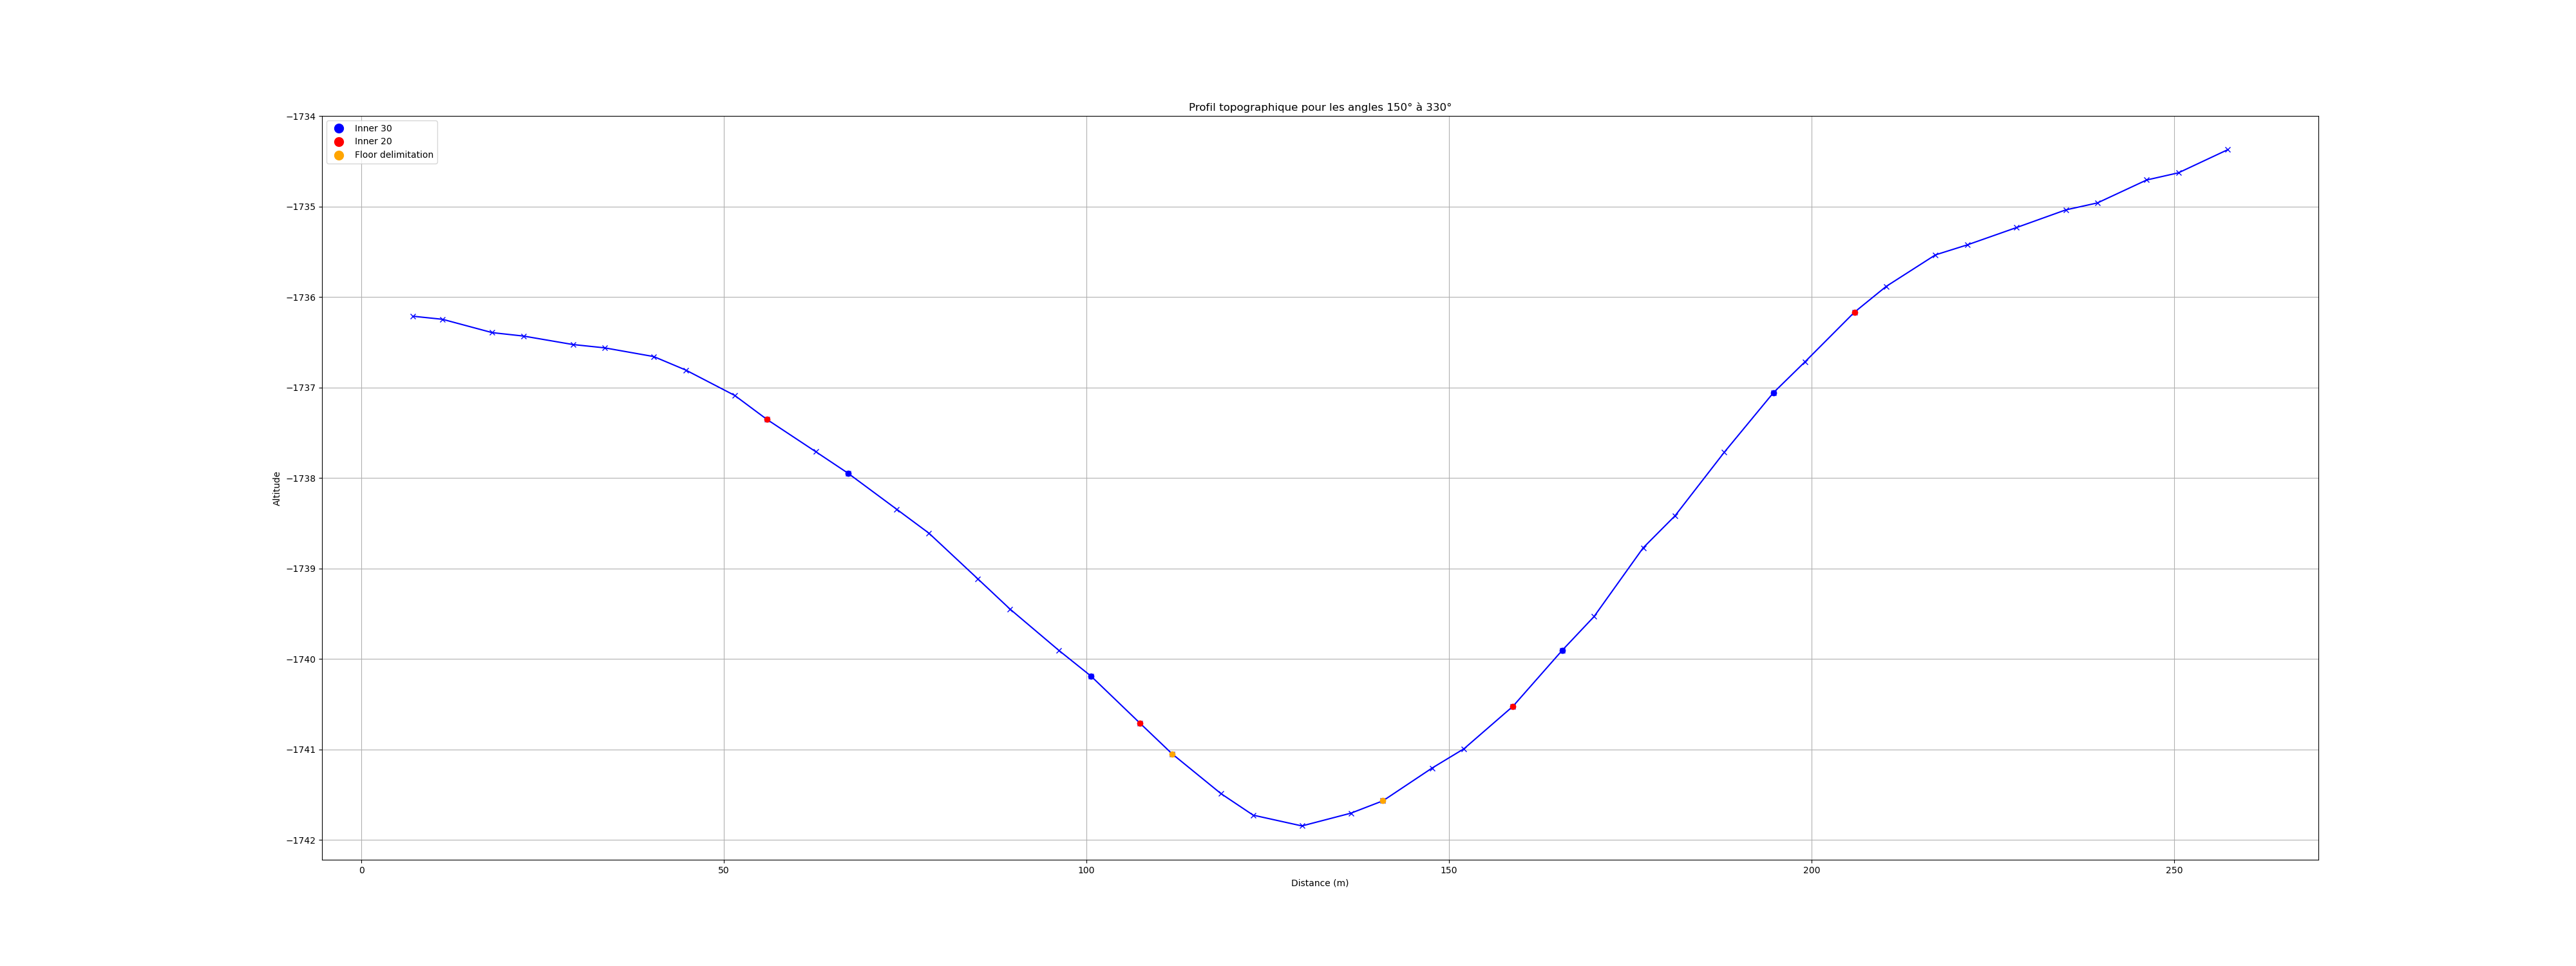 Profil topographique pour les angles 150° à 330°
Inner 30
Inner 20
Floor delimitation
−1734
−1735
−1736
−1737
−1738
−1739
−1740
−1741
−1742
Altitude
0
50
100
150
200
250
Distance (m)